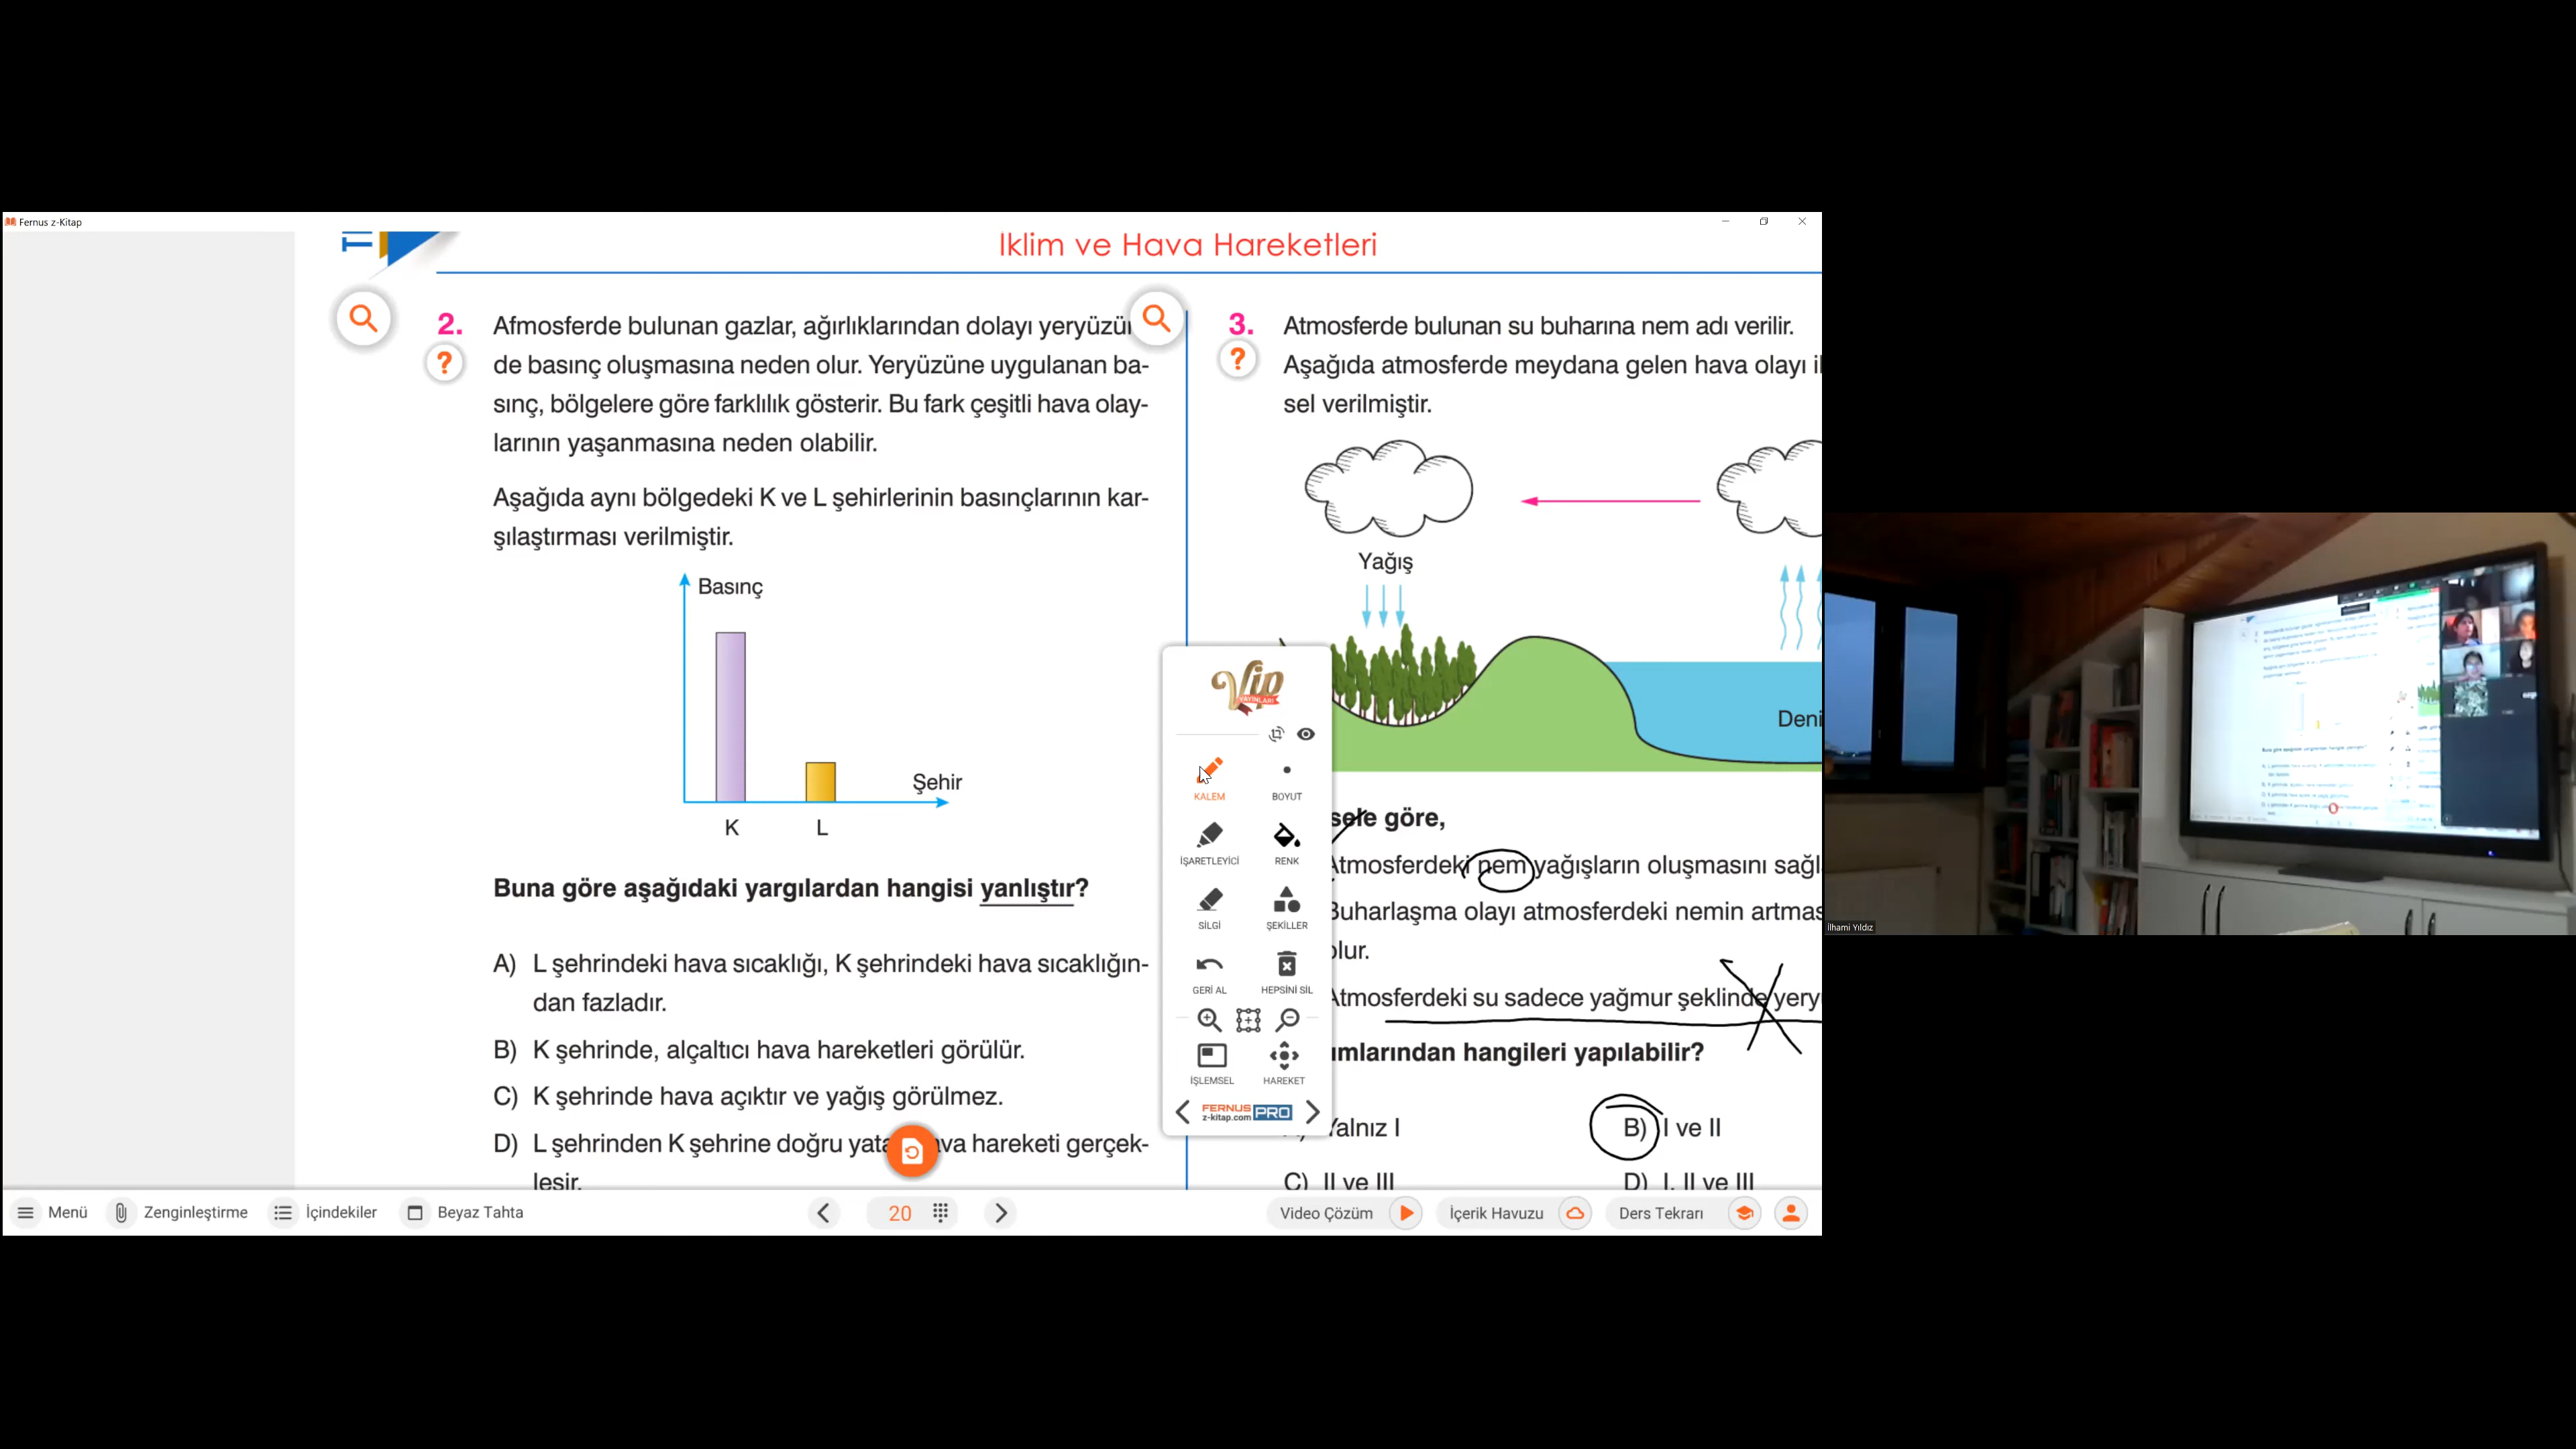 Fernus z-Kitap
Iklim ve Hava Hareketleri
2.
?
Afmosferde bulunan gazlar, ağırlıklarından dolayı
de basınç oluşmasına neden olur. Yeryüzüne uygulanan ba-
sınç, bölgelere göre farklılık gösterir. Bu fark çeşitli hava olay-
larının yaşanmasına neden olabilir.
Aşağıda aynı bölgedeki K ve L şehirlerinin basınçlarının kar-
şılaştırması verilmiştir.
Basınç
Şehir
K L
Buna göre aşağıdaki yargılardan hangisi yanlıştır?
A) L şehrindeki hava sıcaklığı, K şehrindeki hava sıcaklığın-
dan fazladır.
B) K şehrinde, alçaltıcı hava hareketleri görülür.
C) K şehrinde hava açıktır ve yağış görülmez.
D) L şehrinden K şehrine doğru hareketi gerçek-
leşir.
3.
?
Atmosferde bulunan su buharına nem adı verilir.
Aşağıda atmosferde meydana gelen hava olayı
sel verilmiştir.
Yağış
Deni
göre,
Atmosferdeki nem yağışların oluşmasını sağl
Buharlaşma olayı atmosferdeki nemin artmas
olur.
Atmosferdeki su sadece yağmur şeklinde yery
umlarından hangileri yapılabilir?
Yalnız I
B) I ve II
C) II ve III
D) I, II ve III
Vip
YAYINLARI
KALEM BOYUT
İŞARETLEYİCİ RENK
SİLGİ ŞEKİLLER
GERİ AL HEPSİNİ SİL
İŞLEMSEL HAREKET
FERNUS PRO
z-kitap.com
Menü Zenginleştirme İçindekiler Beyaz Tahta 20 Video Çözüm İçerik Havuzu Ders Tekrarı
İlhami Yıldız